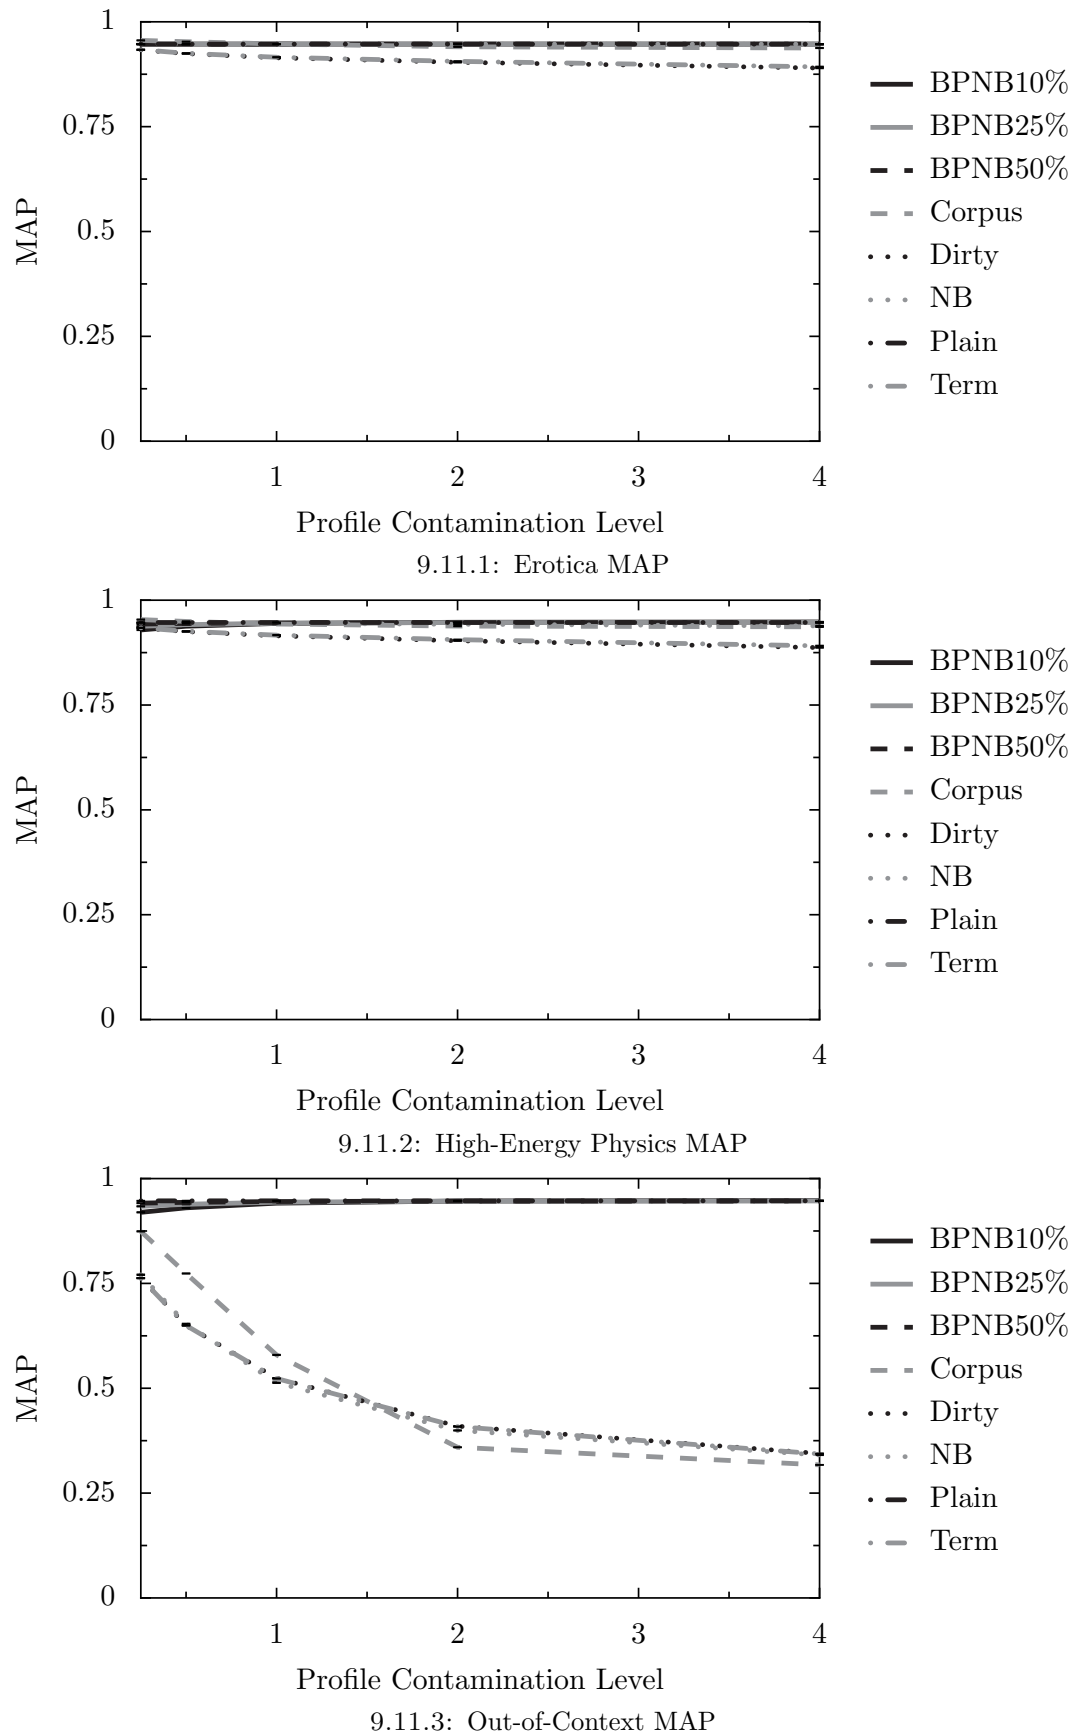 1
0.75
0.5
0.25
0
MAP
1 2 3 4
Profile Contamination Level
BPNB10%
BPNB25%
BPNB50%
Corpus
Dirty
NB
Plain
Term
9.11.1: Erotica MAP
1
0.75
0.5
0.25
0
MAP
1 2 3 4
Profile Contamination Level
BPNB10%
BPNB25%
BPNB50%
Corpus
Dirty
NB
Plain
Term
9.11.2: High-Energy Physics MAP
1
0.75
0.5
0.25
0
MAP
1 2 3 4
Profile Contamination Level
BPNB10%
BPNB25%
BPNB50%
Corpus
Dirty
NB
Plain
Term
9.11.3: Out-of-Context MAP